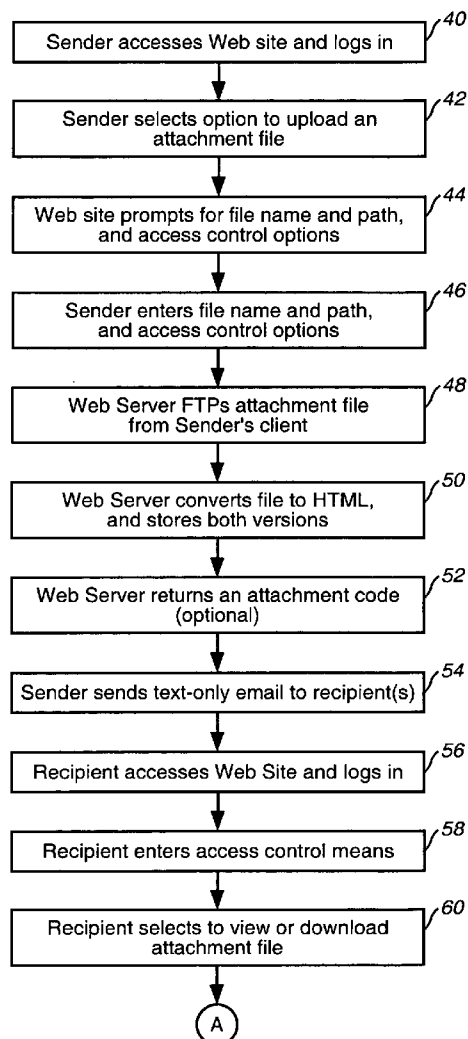 40
Sender accesses Web site and logs in
42
Sender selects option to upload an
attachment file
44
Web site prompts for file name and path,
and access control options
46
Sender enters file name and path,
and access control options
48
Web Server FTPs attachment file
from Sender's client
50
Web Server converts file to HTML,
and stores both versions
52
Web Server returns an attachment code
(optional)
54
Sender sends text-only email to recipient(s)
56
Recipient accesses Web Site and logs in
58
Recipient enters access control means
60
Recipient selects to view or download
attachment file
A